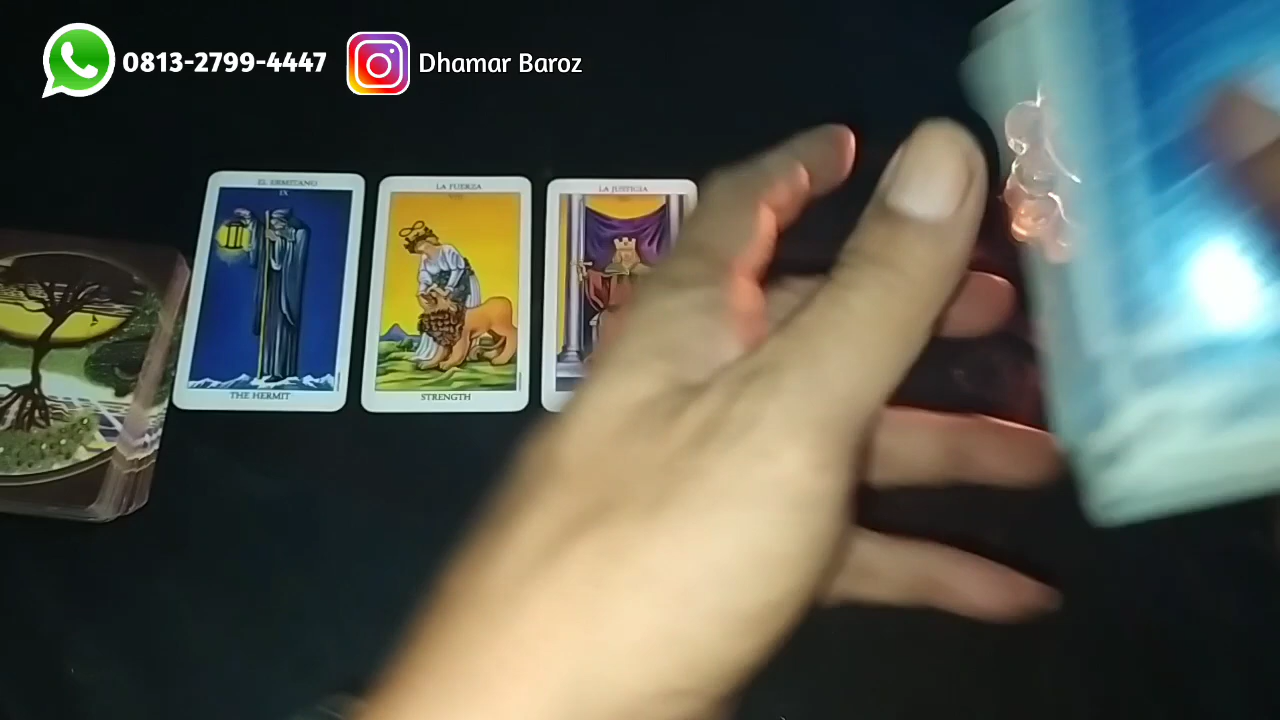 0813-2799-4447 Dhamar Baroz
EL ERMITAÑO
IX
THE HERMIT
LA FUERZA
STRENGTH
LA JUSTICIA